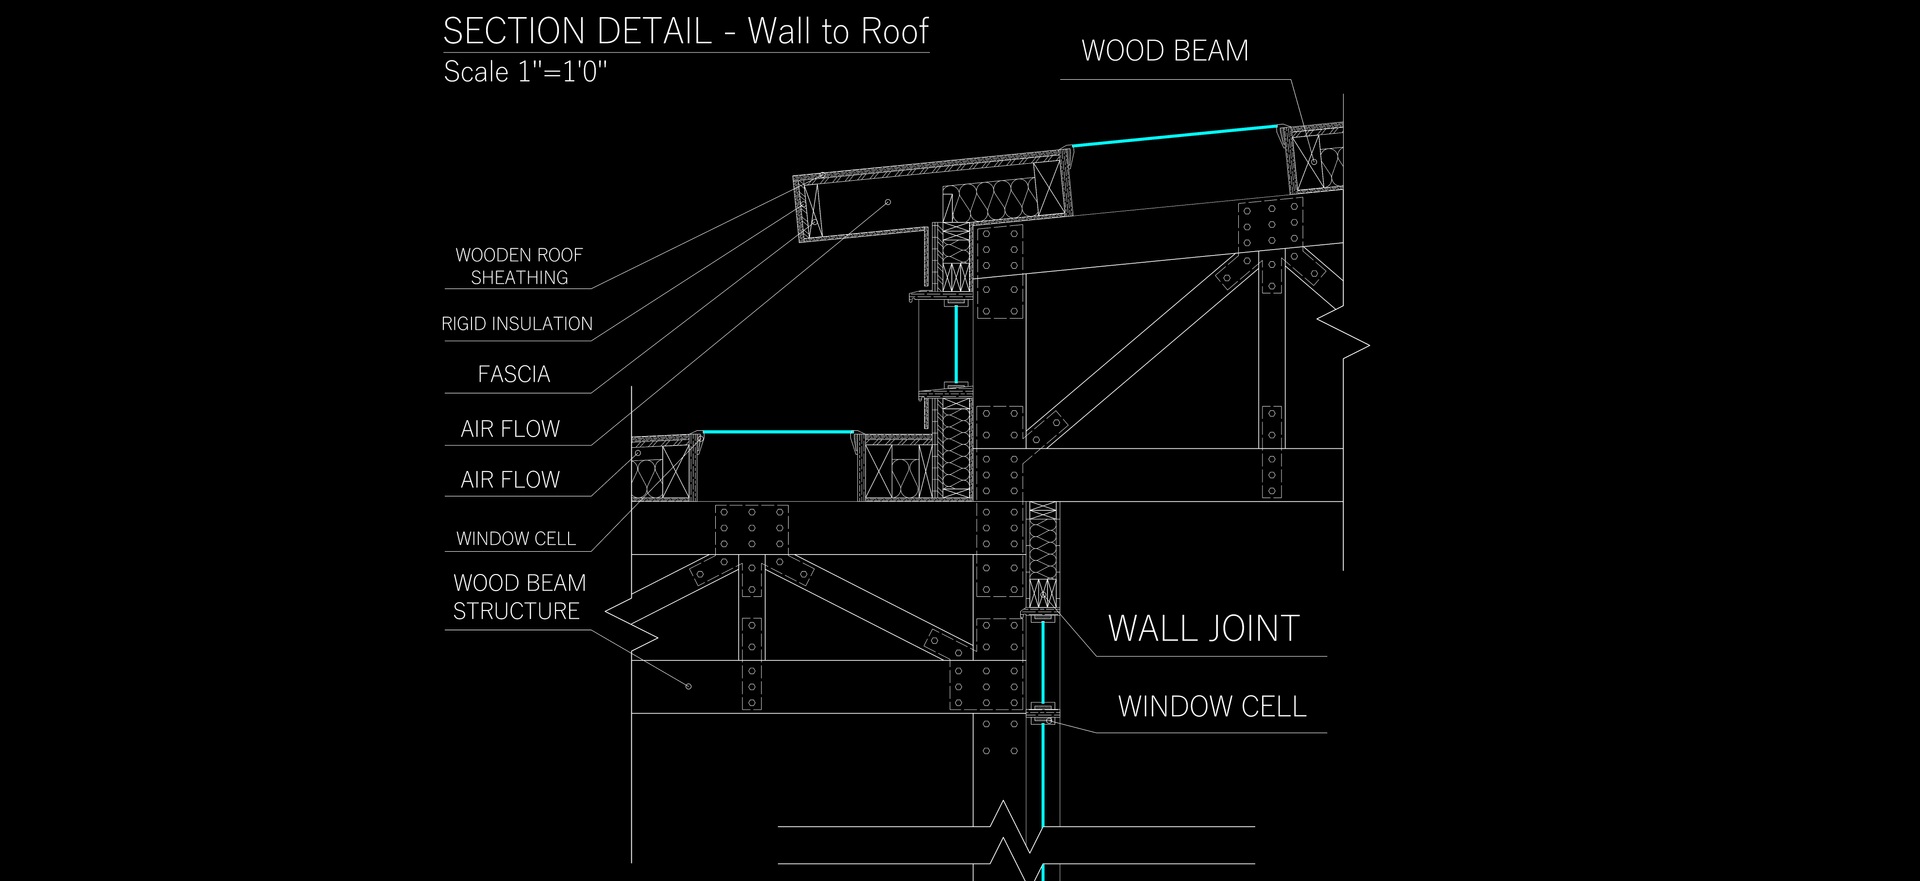 SECTION DETAIL - Wall to Roof
Scale 1"=1'0"
WOOD BEAM
WOODEN ROOF
SHEATHING
RIGID INSULATION
FASCIA
AIR FLOW
AIR FLOW
WINDOW CELL
WOOD BEAM
STRUCTURE
WALL JOINT
WINDOW CELL